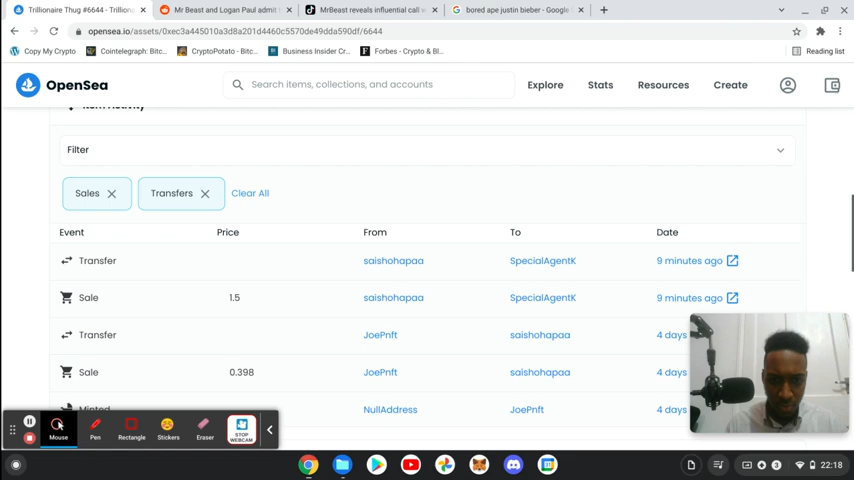 Trillionaire Thug #6644 - Trillion
Mr Beast and Logan Paul admit t
MrBeast reveals influential call w
bored ape justin bieber - Google
opensea.io/assets/0xec3a445010a3d8a201d4460c5570de49dda590df/6644
Copy My Crypto
Cointelegraph: Bitc...
CryptoPotato - Bitc...
Business Insider Cr...
Forbes - Crypto & Bl...
Reading list
OpenSea
Search items, collections, and accounts
Explore
Stats
Resources
Create
Item Activity
Filter
Sales
Transfers
Clear All
Event Price From To Date
Transfer saishohapaa SpecialAgentK 9 minutes ago
Sale 1.5 saishohapaa SpecialAgentK 9 minutes ago
Transfer JoePnft saishohapaa 4 days
Sale 0.398 JoePnft saishohapaa 4 days
Minted NullAddress JoePnft 4 days
Mouse
Pen
Rectangle
Stickers
Eraser
STOP WEBCAM
3
22:18